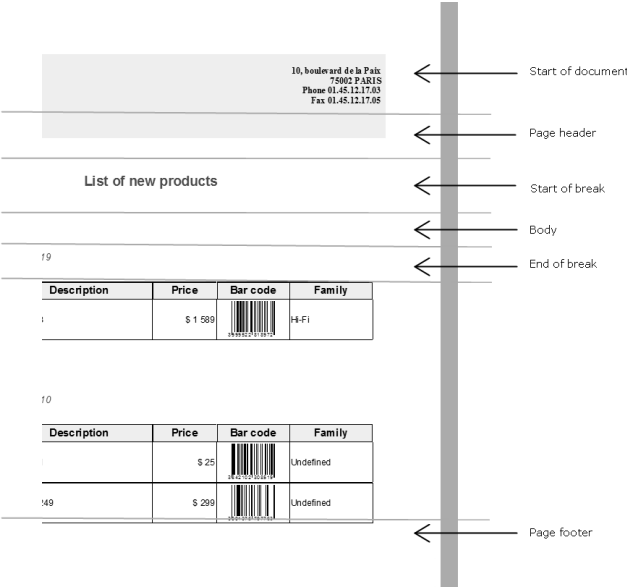 10, boulevard de la Paix
75002 PARIS
Phone 01.45.12.17.03
Fax 01.45.12.17.05
Start of document
Page header
List of new products
Start of break
Body
19
End of break
Description Price Bar code Family
$ 1 589 Hi-Fi
10
Description Price Bar code Family
$ 25 Undefined
249 $ 299 Undefined
Page footer